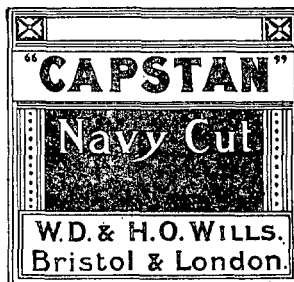 "CAPSTAN"
Navy Cut
W.D. & H.O. WILLS.
Bristol & London.